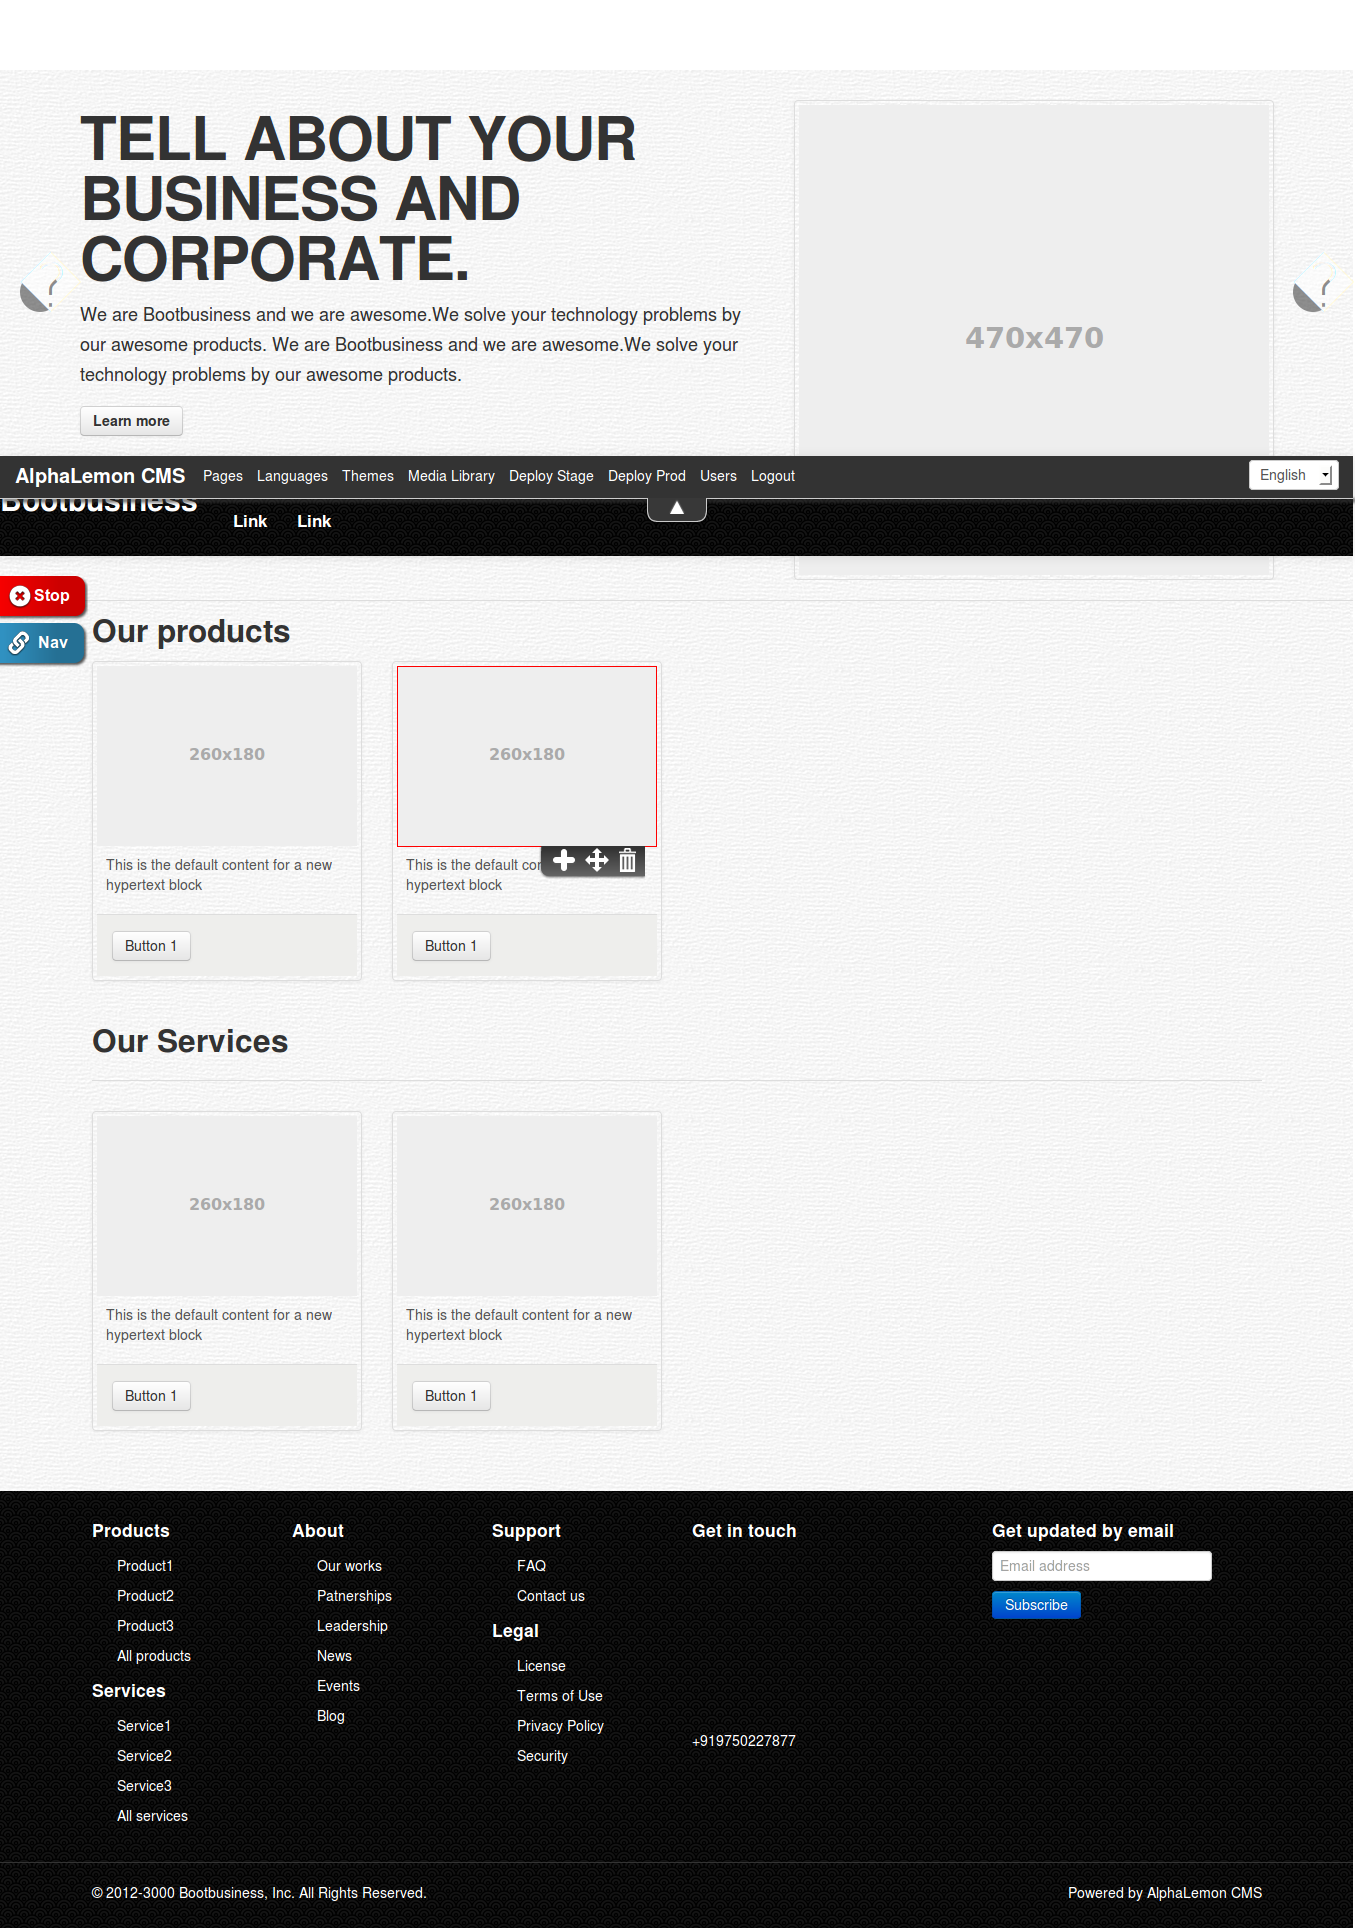 TELL ABOUT YOUR
BUSINESS AND
CORPORATE.
We are Bootbusiness and we are awesome.We solve your technology problems by
our awesome products. We are Bootbusiness and we are awesome.We solve your
technology problems by our awesome products.
Learn more
470x470
AlphaLemon CMS Pages Languages Themes Media Library Deploy Stage Deploy Prod Users Logout English
Bootbusiness Link Link
Stop
Nav
Our products
260x180 260x180
This is the default content for a new
hypertext block
This is the default
hypertext block
Button 1 Button 1
Our Services
260x180 260x180
This is the default content for a new
hypertext block
This is the default content for a new
hypertext block
Button 1 Button 1
Products
Product1
Product2
Product3
All products
Services
Service1
Service2
Service3
All services
About
Our works
Patnerships
Leadership
News
Events
Blog
Support
FAQ
Contact us
Legal
License
Terms of Use
Privacy Policy
Security
Get in touch
+919750227877
Get updated by email
Email address
Subscribe
© 2012-3000 Bootbusiness, Inc. All Rights Reserved.
Powered by AlphaLemon CMS